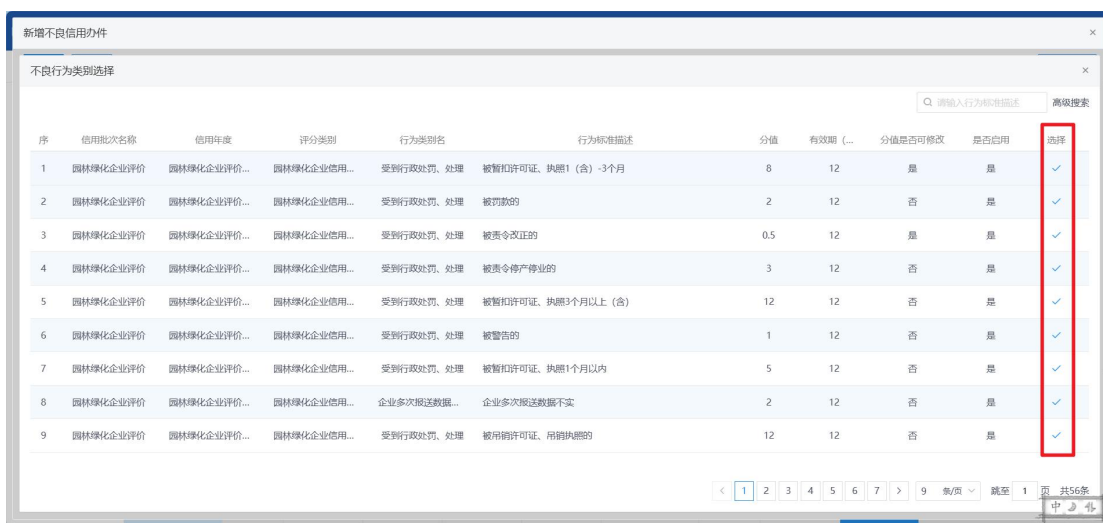 新增不良信用办件
不良行为类别选择
请输入行为标准描述 高级搜索
序 信用批次名称 信用年度 评分类别 行为类别名 行为标准描述 分值 有效期（... 分值是否可修改 是否启用 选择
1 园林绿化企业评价 园林绿化企业评价... 园林绿化企业信用... 受到行政处罚、处理 被暂扣许可证、执照1（含）-3个月 8 12 是 是
2 园林绿化企业评价 园林绿化企业评价... 园林绿化企业信用... 受到行政处罚、处理 被罚款的 2 12 否 是
3 园林绿化企业评价 园林绿化企业评价... 园林绿化企业信用... 受到行政处罚、处理 被责令改正的 0.5 12 是 是
4 园林绿化企业评价 园林绿化企业评价... 园林绿化企业信用... 受到行政处罚、处理 被责令停产停业的 3 12 否 是
5 园林绿化企业评价 园林绿化企业评价... 园林绿化企业信用... 受到行政处罚、处理 被暂扣许可证、执照3个月以上（含） 12 12 否 是
6 园林绿化企业评价 园林绿化企业评价... 园林绿化企业信用... 受到行政处罚、处理 被警告的 1 12 否 是
7 园林绿化企业评价 园林绿化企业评价... 园林绿化企业信用... 受到行政处罚、处理 被暂扣许可证、执照1个月以内 5 12 否 是
8 园林绿化企业评价 园林绿化企业评价... 园林绿化企业信用... 企业多次报送数据... 企业多次报送数据不实 2 12 否 是
9 园林绿化企业评价 园林绿化企业评价... 园林绿化企业信用... 受到行政处罚、处理 被吊销许可证、吊销执照的 12 12 否 是
< 1 2 3 4 5 6 7 > 9 条/页 跳至 1 页 共56条
中